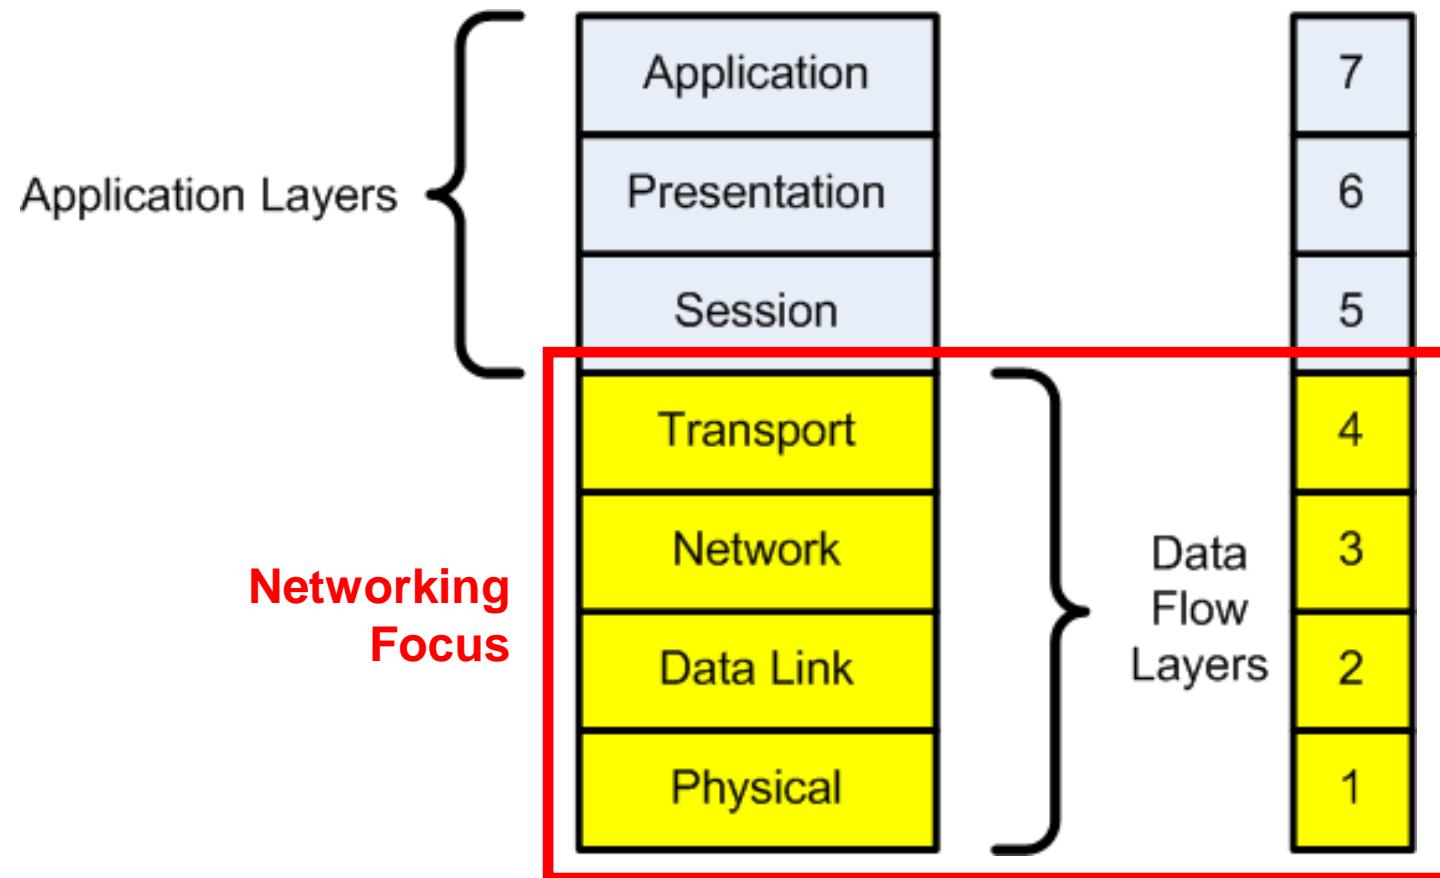 Application
7
Application Layers
Presentation
6
Session
5
Transport
4
Network
3
Networking
Focus
Data
Flow
Layers
Data Link
2
Physical
1